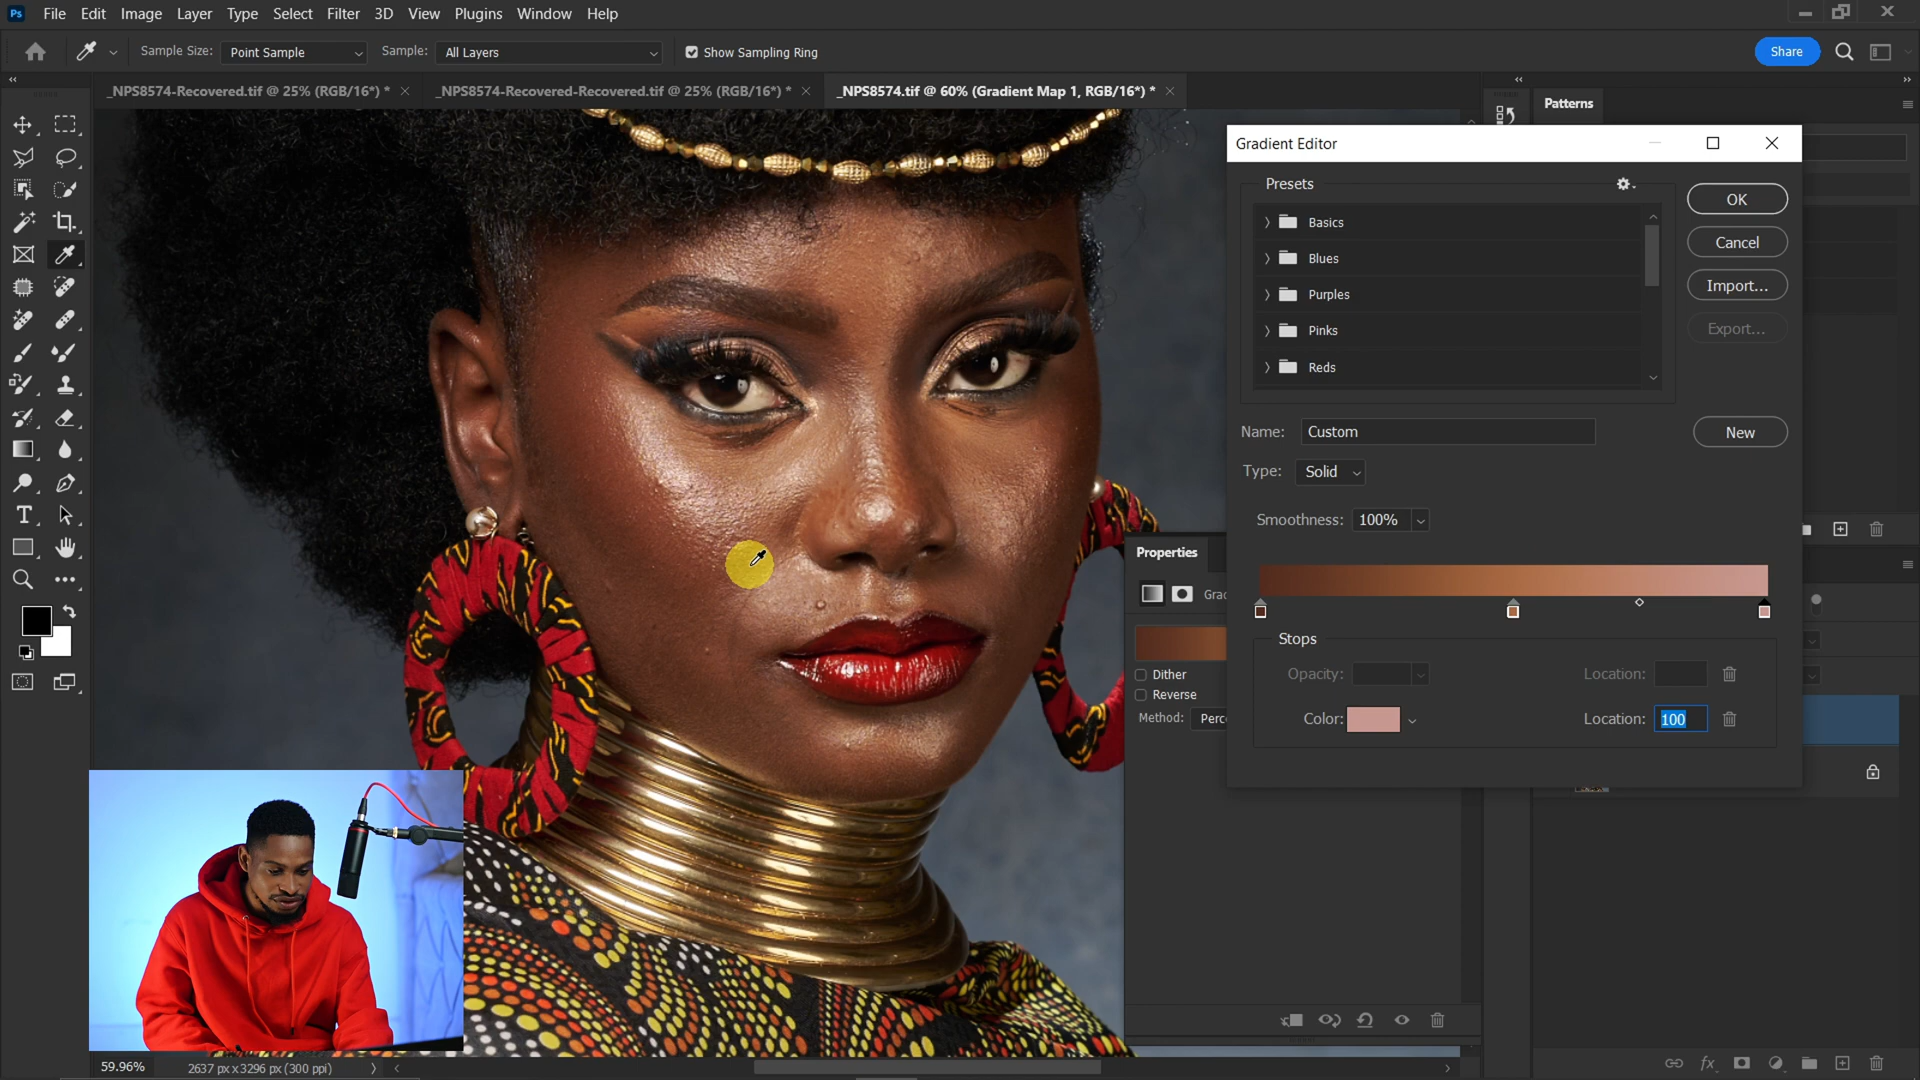 Ps File Edit Image Layer Type Select Filter 3D View Plugins Window Help
Sample Size: Point Sample Sample: All Layers Show Sampling Ring Share
_NPS8574-Recovered.tif @ 25% (RGB/16*) * _NPS8574-Recovered-Recovered.tif @ 25% (RGB/16*) * _NPS8574.tif @ 60% (Gradient Map 1, RGB/16*) *
Patterns
Gradient Editor
Presets
Basics
Blues
Purples
Pinks
Reds
OK
Cancel
Import...
Export...
Name: Custom
New
Type: Solid
Smoothness: 100%
Stops
Opacity: Location:
Color: Location: 100
Properties
Grac
Dither
Reverse
Method: Perc
T
fx
59.96% 2637 px x 3296 px (300 ppi)